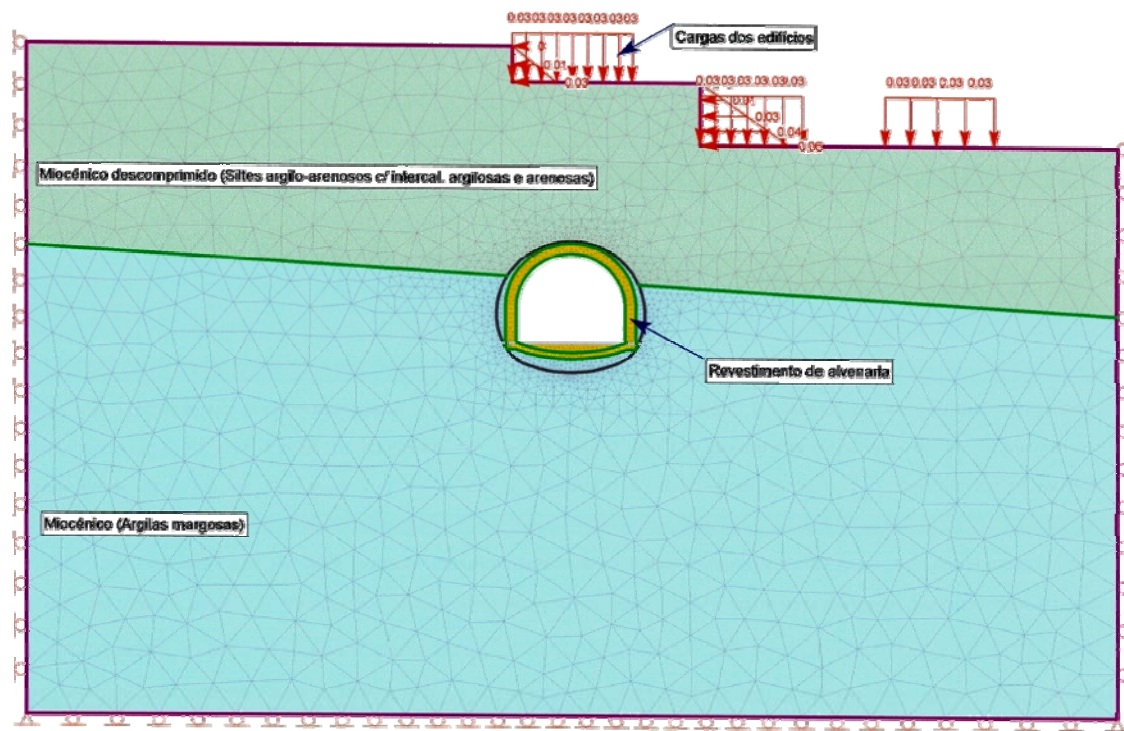 0.03 0.03 0.03 0.03 0.03 0.03 0.03
Cargas dos edifícios
0.01
0.03
0.03 0.03 0.03 0.03 0.03
0.03 0.03 0.03 0.03
0.01
0.03
0.04
0.05
Miocénico descomprimido (Siltes argilo-arenosos c/ intercal. argilosas e arenosas)
Revestimento de alvenaria
Miocénico (Argilas margosas)